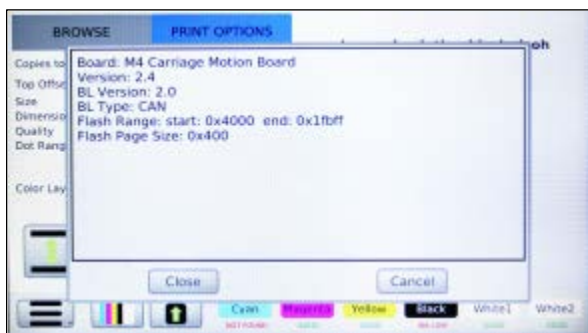 BROWSE
PRINT OPTIONS
oh
Copies to
Top Offse
Size
Dimensio
Quality
Dot Rang
Color Lay
Board: M4 Carriage Motion Board
Version: 2.4
BL Version: 2.0
BL Type: CAN
Flash Range: start: 0x4000 end: 0x1fbff
Flash Page Size: 0x400
Close
Cancel
Cyan
Magenta
Yellow
Black
White1
White2